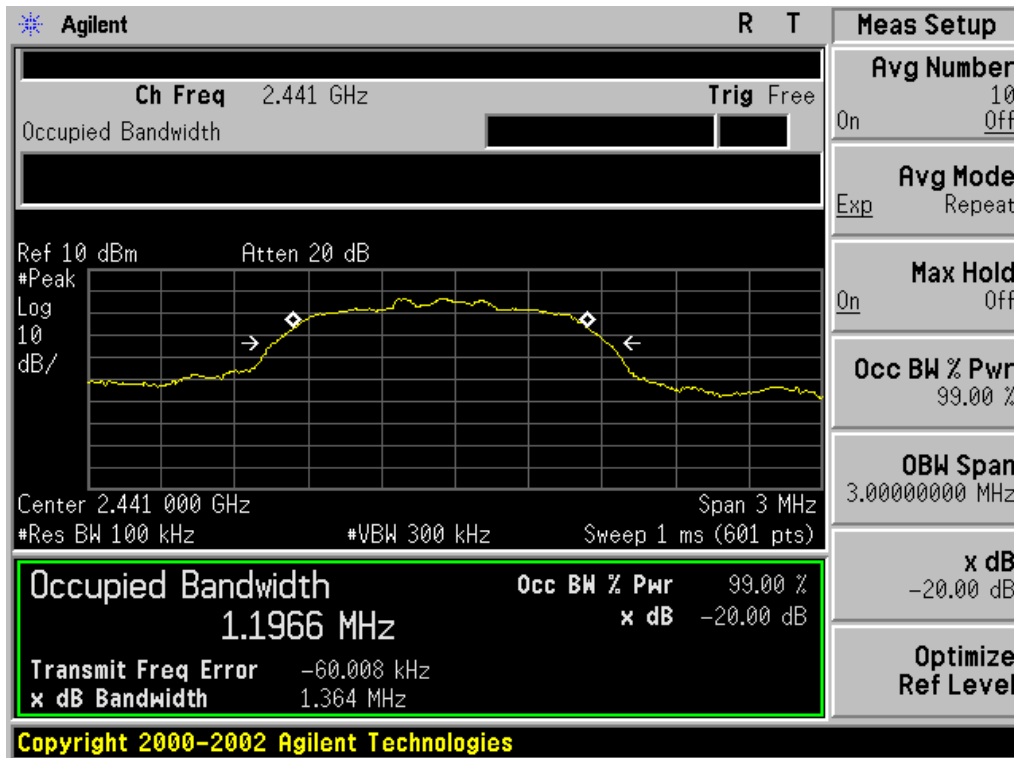 Agilent R T Meas Setup
Ch Freq 2.441 GHz Trig Free
Occupied Bandwidth
Avg Number
10
On Off
Avg Mode
Exp Repeat
Max Hold
On Off
Occ BW % Pwr
99.00 %
OBW Span
3.00000000 MHz
x dB
-20.00 dB
Optimize
Ref Level
Ref 10 dBm Atten 20 dB
#Peak
Log
10
dB/
Center 2.441 000 GHz Span 3 MHz
#Res BW 100 kHz #VBW 300 kHz Sweep 1 ms (601 pts)
Occupied Bandwidth Occ BW % Pwr 99.00 %
1.1966 MHz x dB -20.00 dB
Transmit Freq Error -60.008 kHz
x dB Bandwidth 1.364 MHz
Copyright 2000-2002 Agilent Technologies